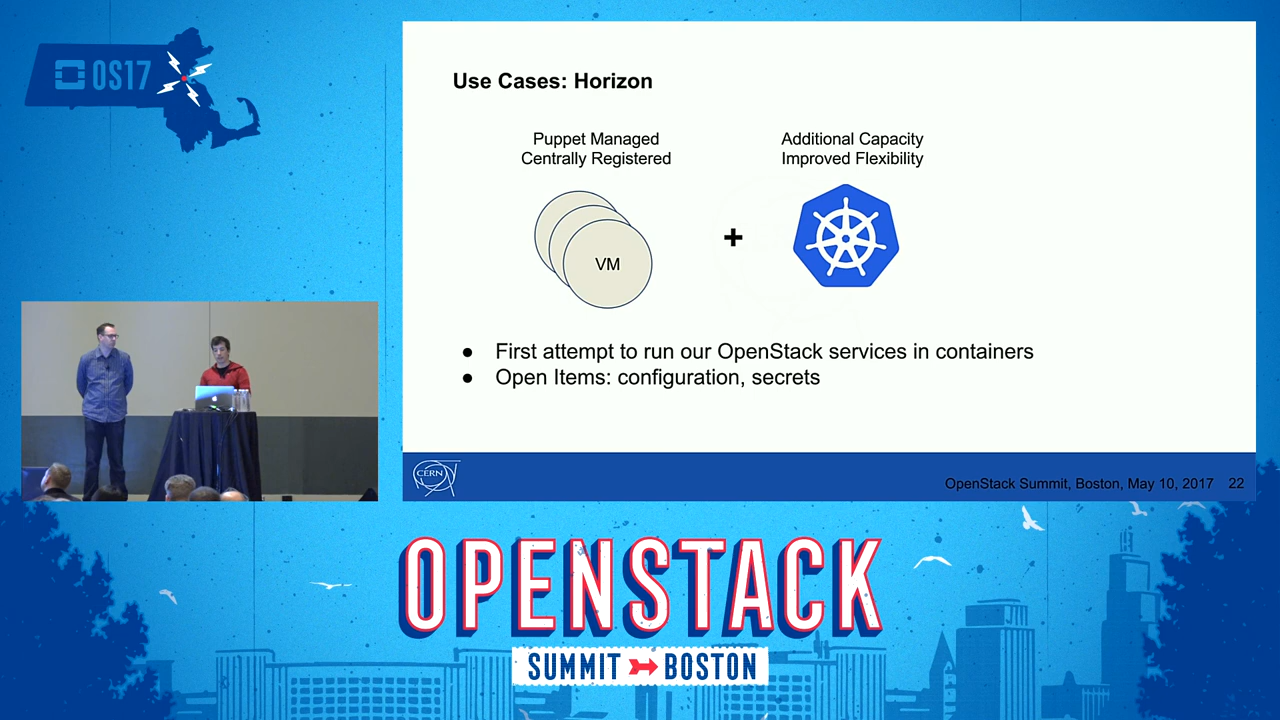 OS17
Use Cases: Horizon
Puppet Managed
Centrally Registered
Additional Capacity
Improved Flexibility
VM
+
● First attempt to run our OpenStack services in containers
● Open Items: configuration, secrets
CERN
OpenStack Summit, Boston, May 10, 2017 22
OPENSTACK
SUMMIT BOSTON